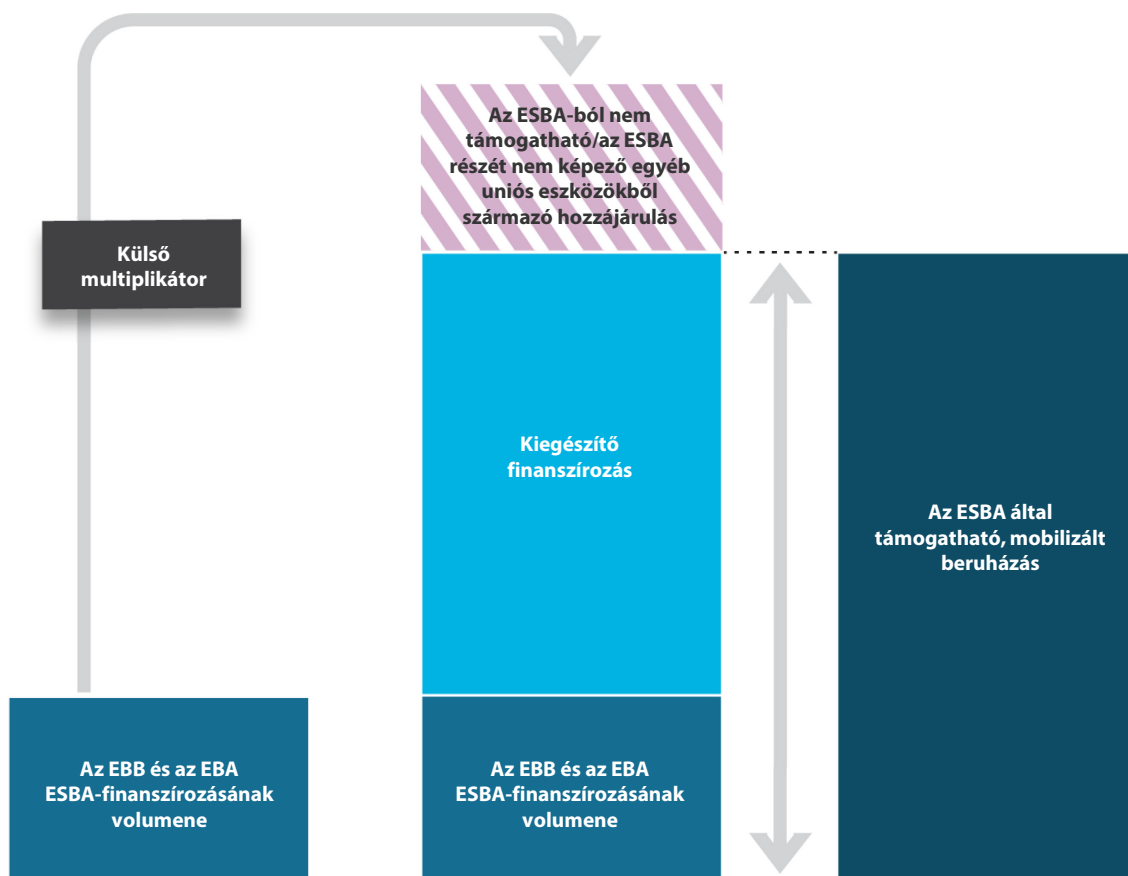 Az ESBA-ból nem
támogatható/az ESBA
részét nem képező egyéb
uniós eszközökből
származó hozzájárulás
Külső
multiplikátor
Kiegészítő
finanszírozás
Az ESBA által
támogatható, mobilizált
beruházás
Az EBB és az EBA
ESBA-finanszírozásának
volumene
Az EBB és az EBA
ESBA-finanszírozásának
volumene